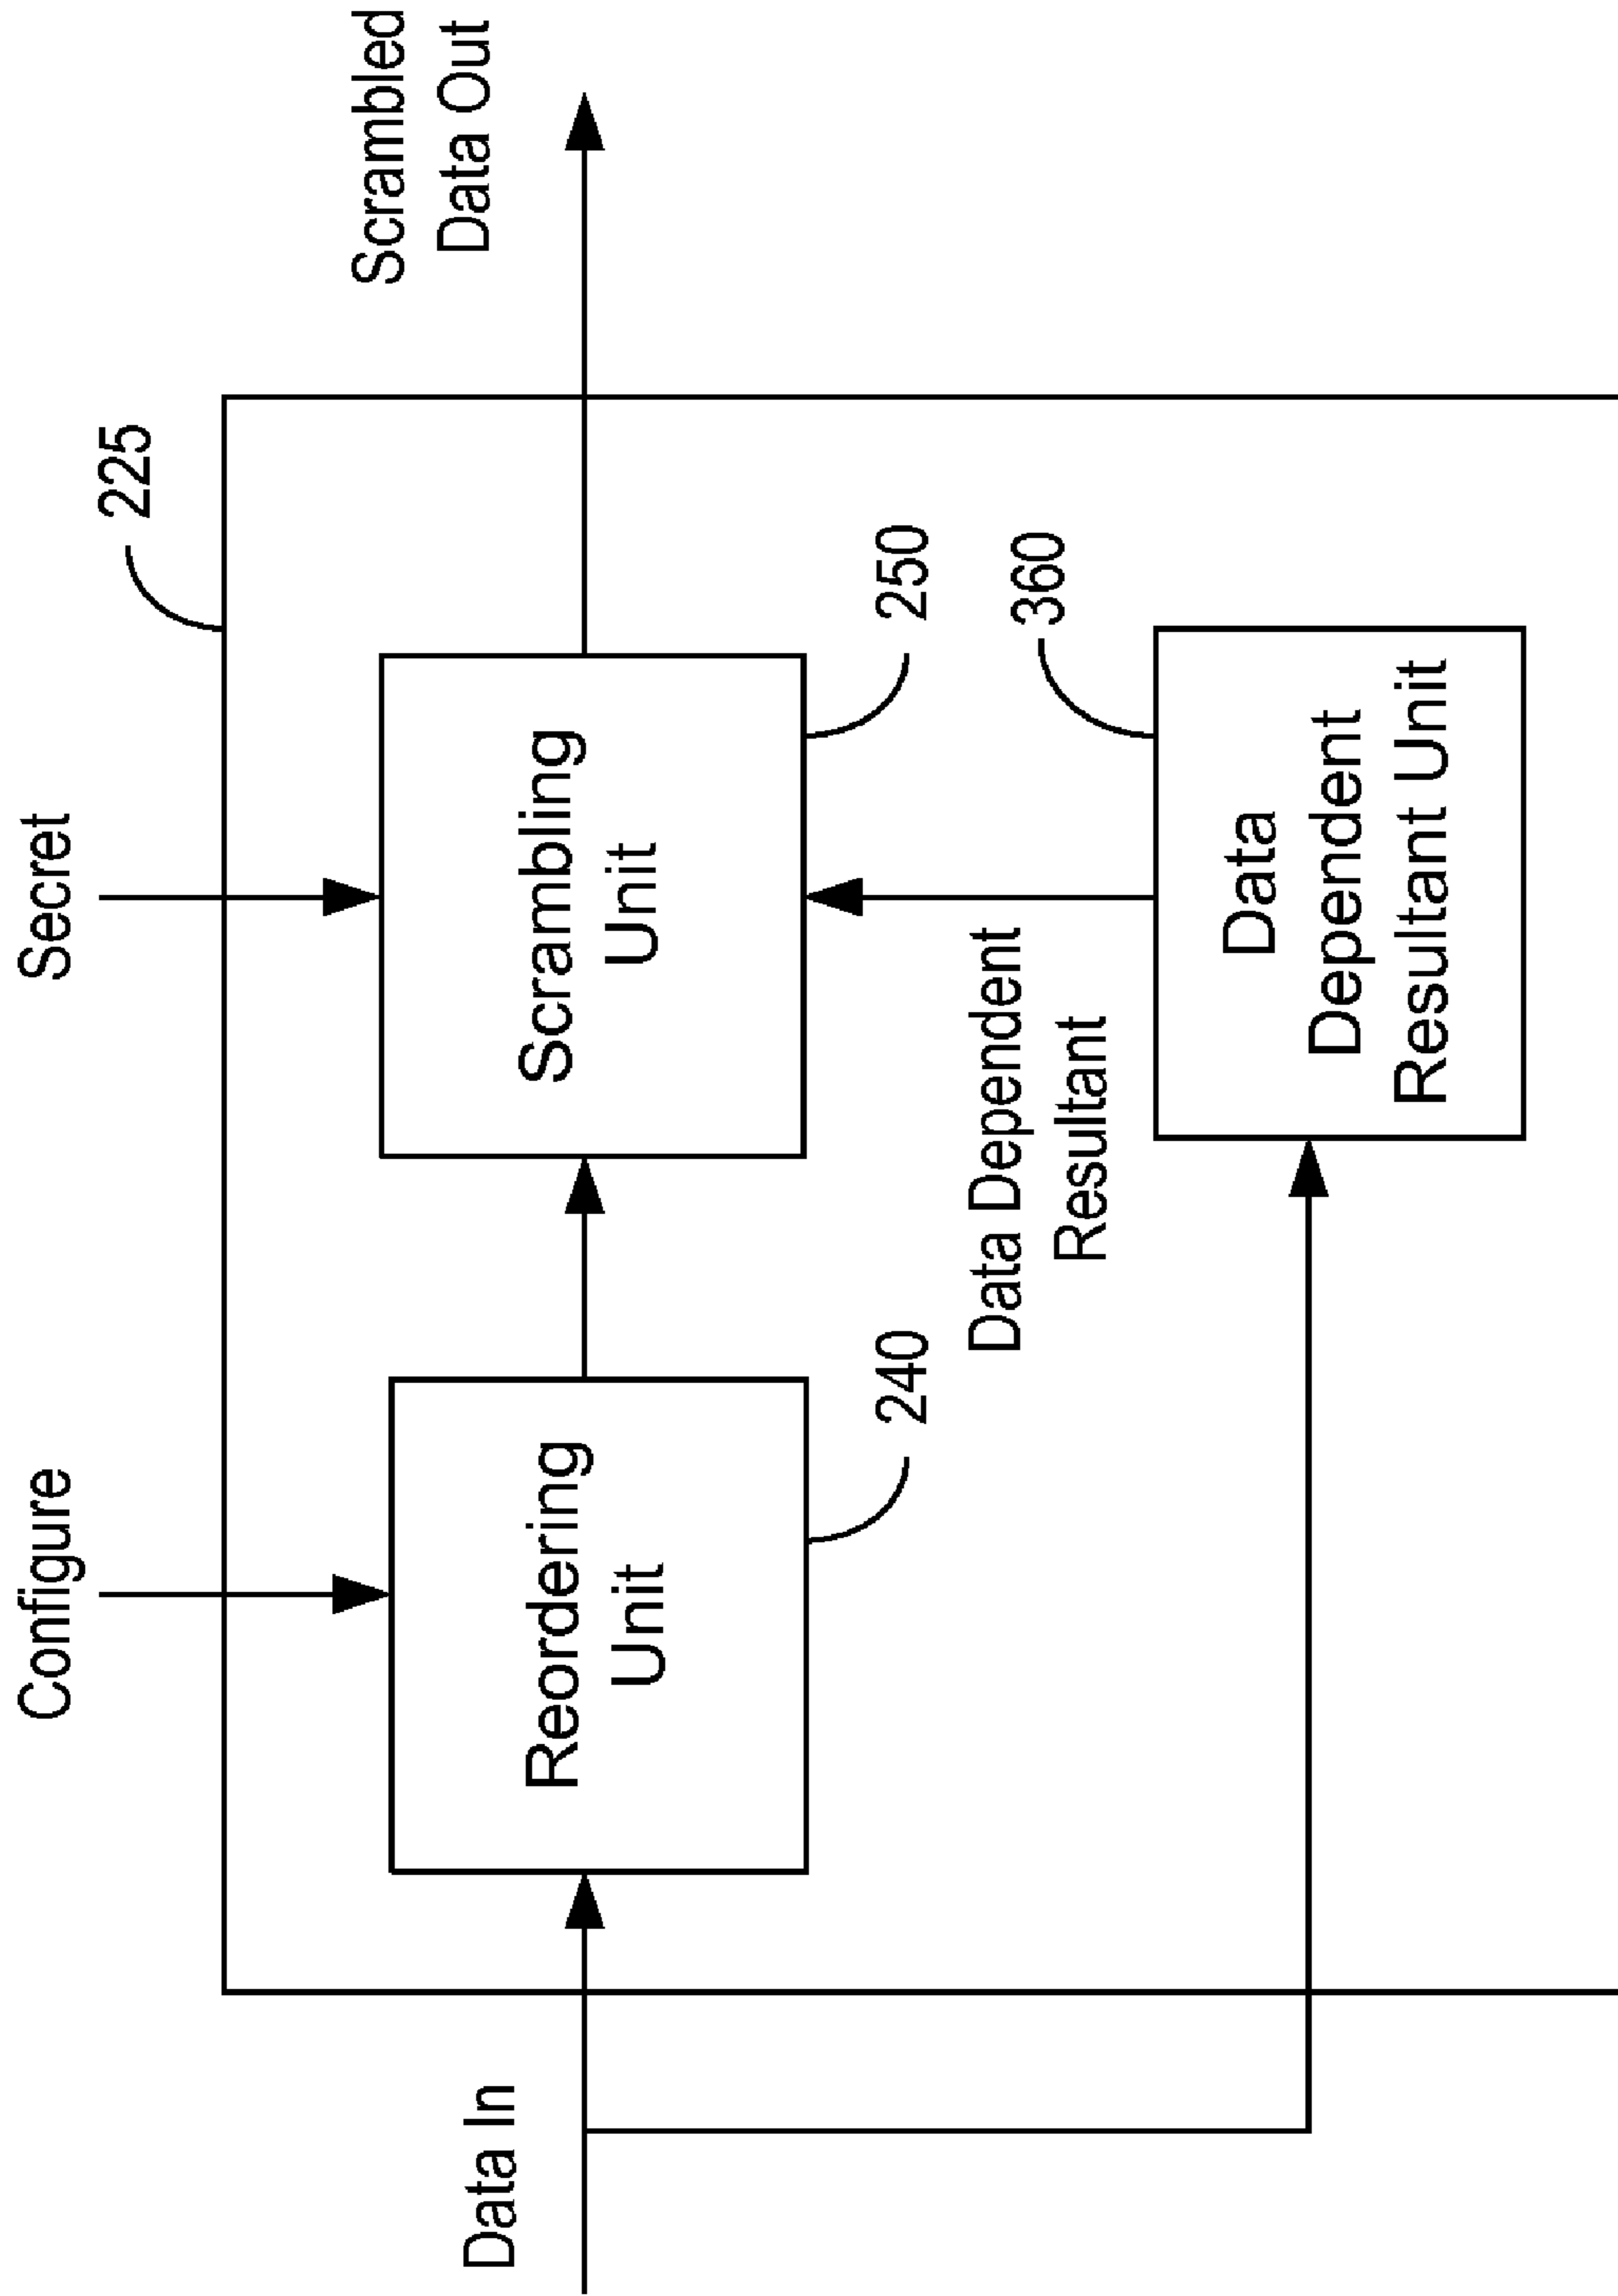 Configure
Secret
225
Scrambled
Data Out
Data In
Reordering
Unit
Scrambling
Unit
240
250
Data Dependent
Resultant
360
Data
Dependent
Resultant Unit